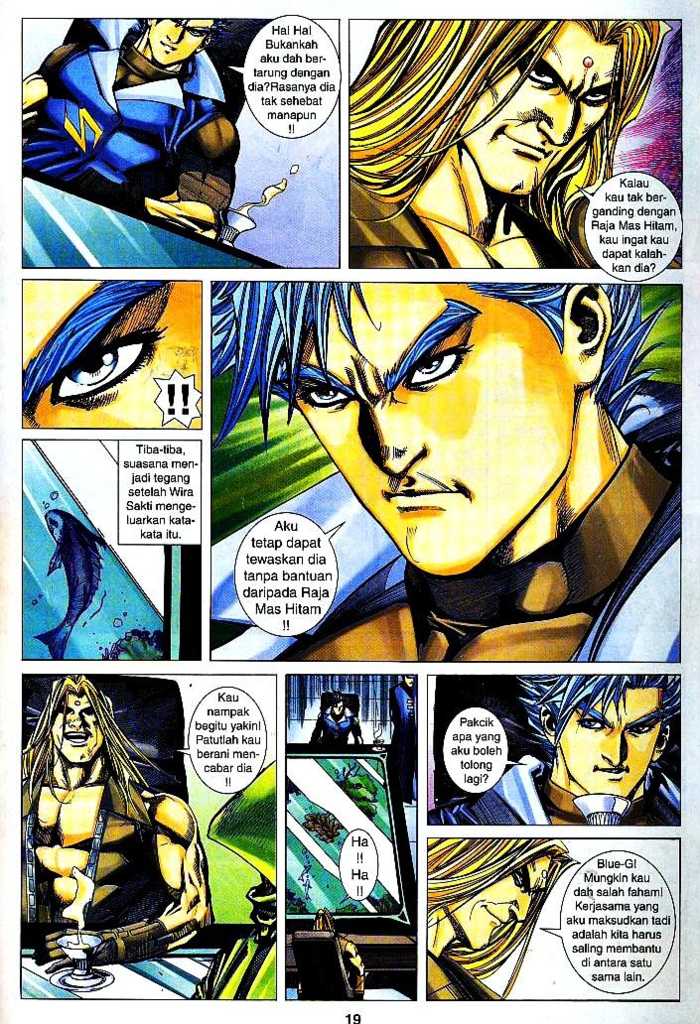 Ha! Ha!
Bukankah
aku dah ber-
tarung dengan
dia?Rasanya
dia
tak sehebat
manapun
!!
Kalau
kau tak ber-
ganding dengan
Raja Mas Hitam,
kau ingat kau
dapat kalah-
kan dia?
!!
Tiba-tiba,
suasana men-
jadi tegang
setelah Wira
Sakti menge-
luarkan kata-
kata itu.
Aku
tetap dapat
tewaskan dia
tanpa bantuan
daripada Raja
Mas Hitam
!!
Kau
nampak
begitu yakin!
Patutlah kau
berani men-
cabar dia
!!
Ha
!!
Ha
!!
Pakcik
apa yang
aku boleh
tolong
lagi?
Blue-G!
Mungkin kau
dah salah faham!
Kerjasama yang
aku maksudkan tadi
adalah kita harus
saling membantu
di antara satu
sama lain.
19